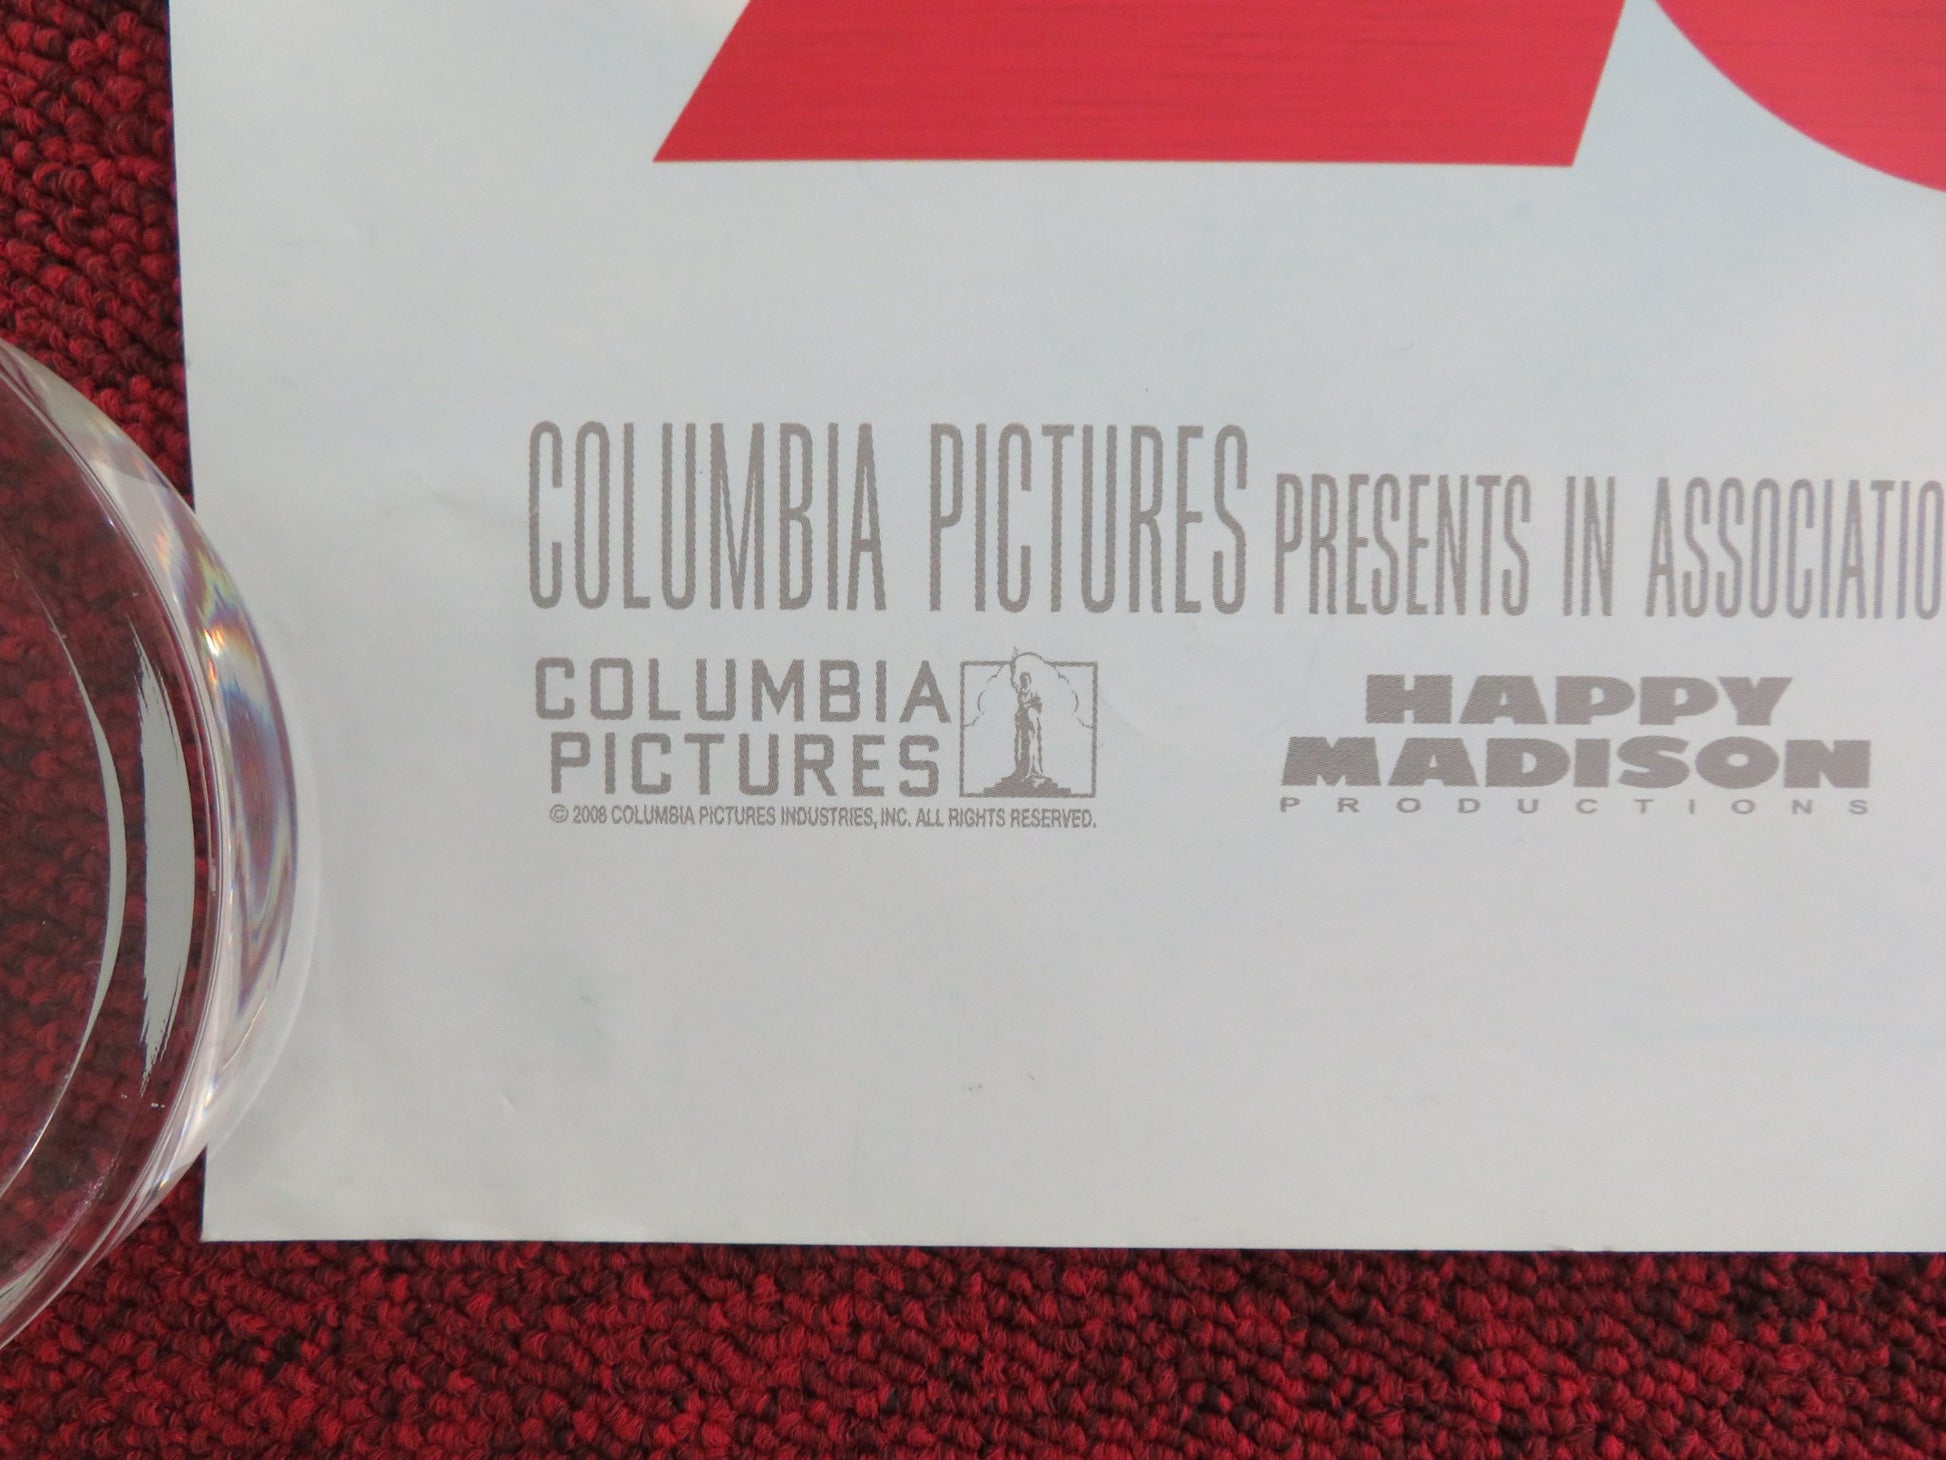 COLUMBIA PICTURES PRESENTS IN ASSOCIATIO
COLUMBIA
PICTURES
© 2008 COLUMBIA PICTURES INDUSTRIES, INC. ALL RIGHTS RESERVED.
HAPPY
MADISON
PRODUCTIONS